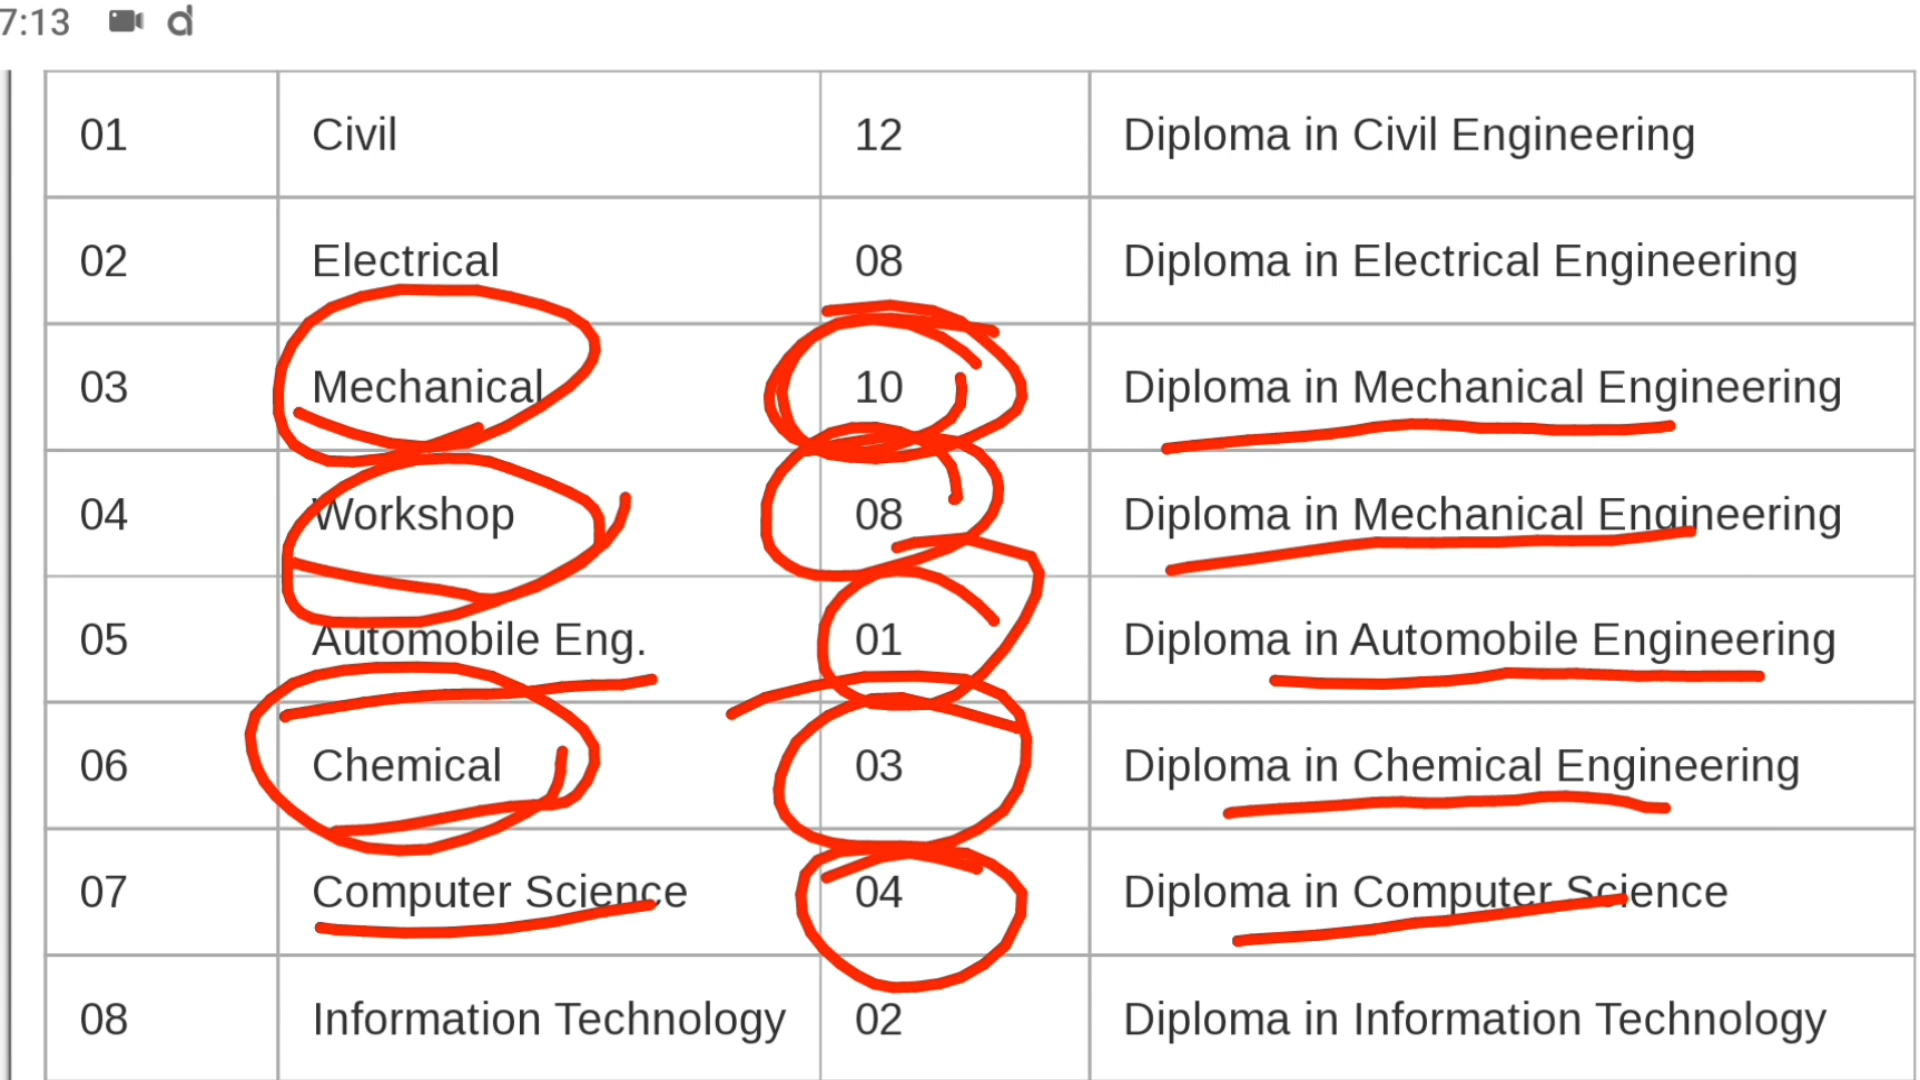 7:13
01 Civil 12 Diploma in Civil Engineering
02 Electrical 08 Diploma in Electrical Engineering
03 Mechanical 10 Diploma in Mechanical Engineering
04 Workshop 08 Diploma in Mechanical Engineering
05 Automobile Eng. 01 Diploma in Automobile Engineering
06 Chemical 03 Diploma in Chemical Engineering
07 Computer Science 04 Diploma in Computer Science
08 Information Technology 02 Diploma in Information Technology